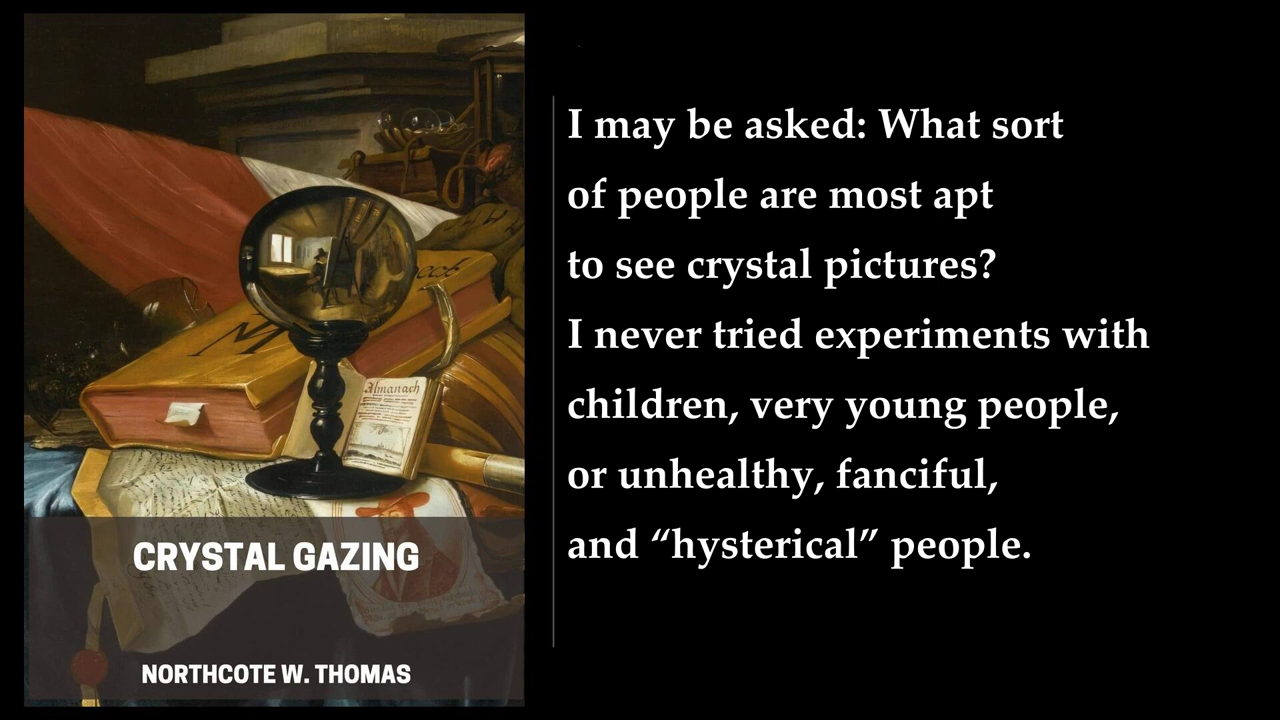 M
Almanach
CRYSTAL GAZING
NORTHCOTE W. THOMAS
I may be asked: What sort
of people are most apt
to see crystal pictures?
I never tried experiments with
children, very young people,
or unhealthy, fanciful,
and “hysterical” people.